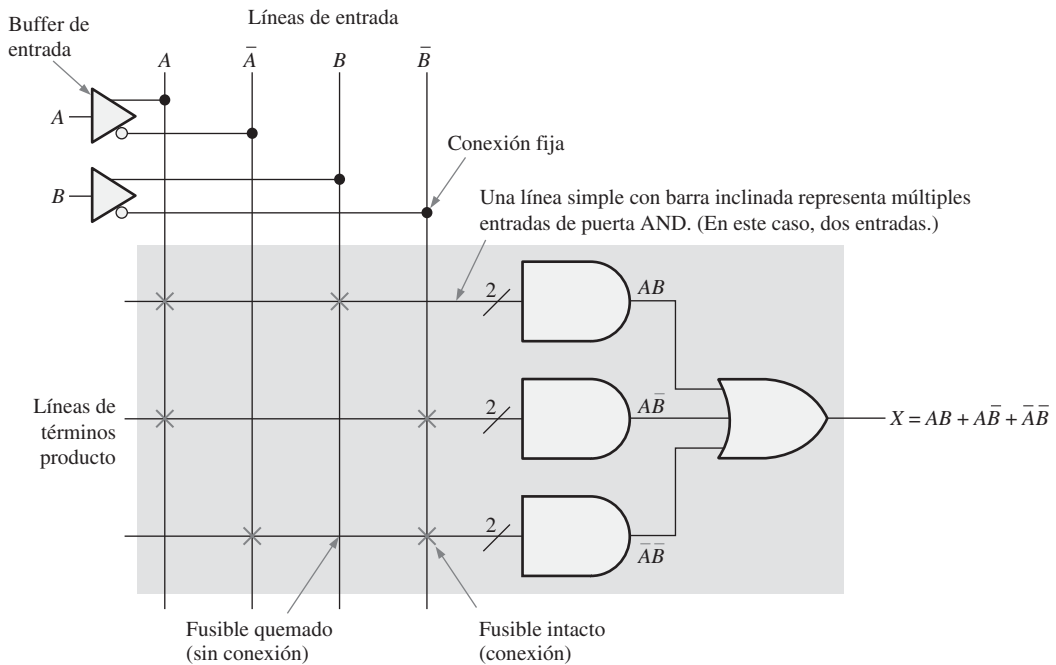 Buffer de
entrada
Líneas de entrada
A
A̅
B
B̅
A
B
Conexión fija
Una línea simple con barra inclinada representa múltiples
entradas de puerta AND. (En este caso, dos entradas.)
2
AB
Líneas de
términos
producto
2
AB̅
X = AB + AB̅ + A̅B̅
2
A̅B̅
Fusible quemado
(sin conexión)
Fusible intacto
(conexión)